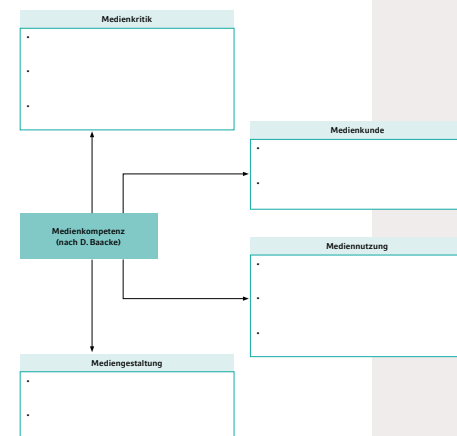 Medienkritik
•
•
•
Medienkunde
•
•
Medienkompetenz
(nach D. Baacke)
Mediennutzung
•
•
•
Mediengestaltung
•
•